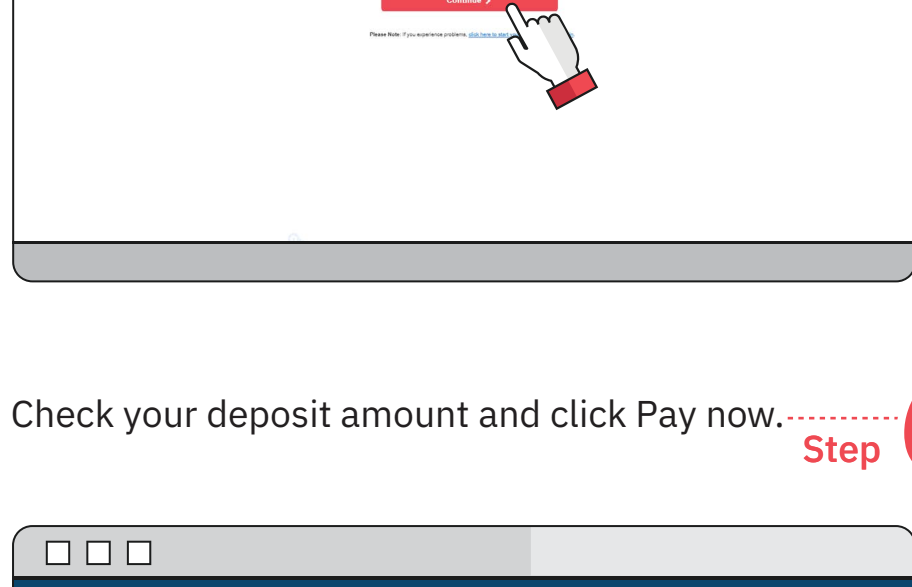 Continue
Please Note: If you experience problems, click here to start
Check your deposit amount and click Pay now.
Step